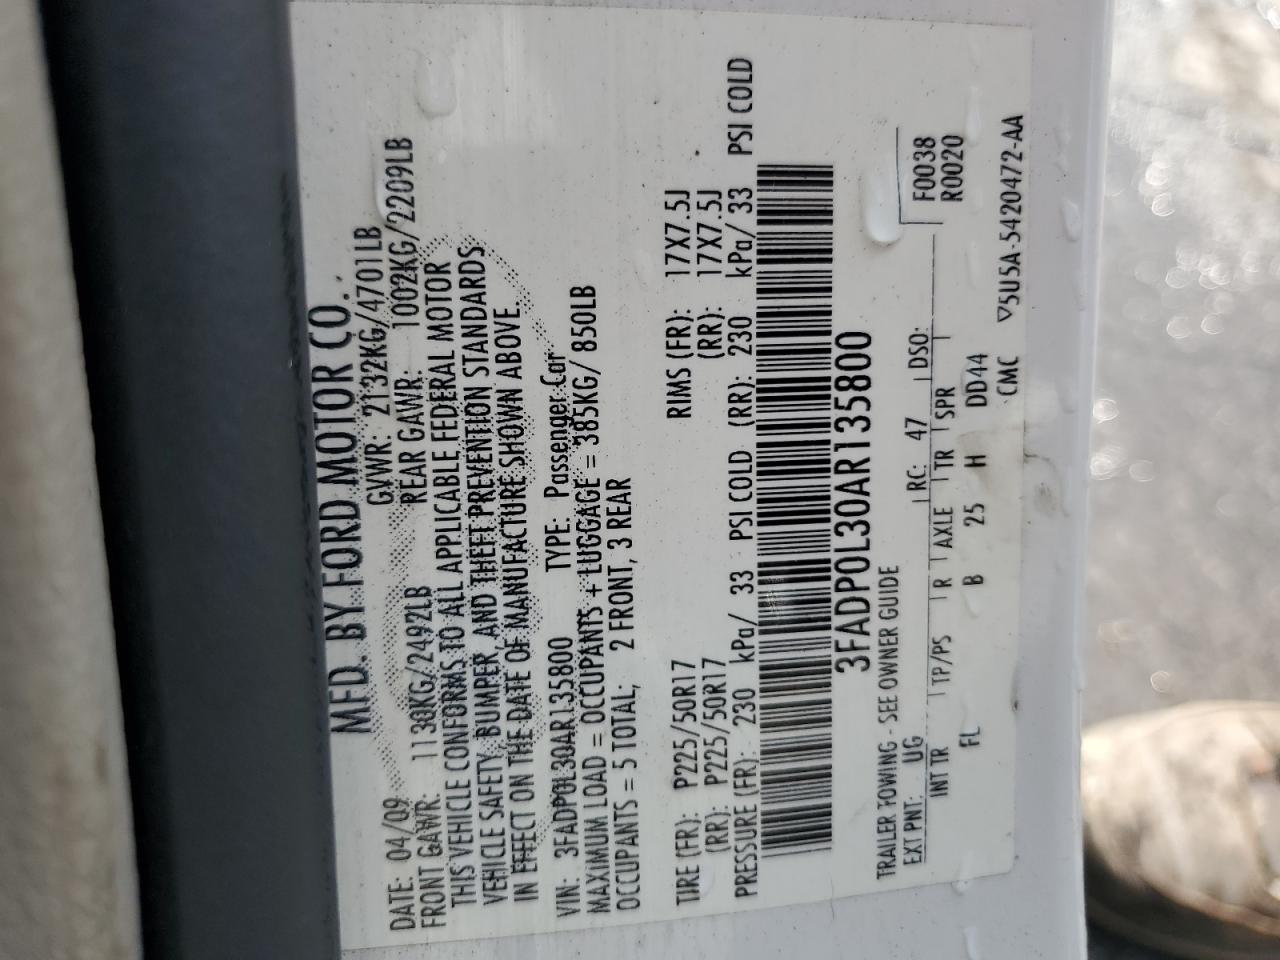 MFD. BY FORD MOTOR CO.
DATE: 04/09 GVWR: 2132KG/4701LB
FRONT GAWR: 1130KG/2492LB REAR GAWR: 1002KG/2209LB
THIS VEHICLE CONFORMS TO ALL APPLICABLE FEDERAL MOTOR
VEHICLE SAFETY, BUMPER, AND THEFT PREVENTION STANDARDS
IN EFFECT ON THE DATE OF MANUFACTURE SHOWN ABOVE.
VIN: 3FADP0L30AR135800 TYPE: Passenger Car
MAXIMUM LOAD = OCCUPANTS + LUGGAGE = 385KG/ 850LB
OCCUPANTS = 5 TOTAL; 2 FRONT, 3 REAR
TIRE (FR): P225/50R17 RIMS (FR): 17X7.5J
(RR): P225/50R17 (RR): 17X7.5J
PRESSURE (FR): 230 kPa/ 33 PSI COLD (RR): 230 kPa/ 33 PSI COLD
3FADP0L30AR135800
TRAILER TOWING - SEE OWNER GUIDE
EXT PNT: UG RC: 47 DSO: F0038
INT TR TP/PS R AXLE TR SPR R0020
FL B 25 H DD44
CMC ▽5U5A-5420472-AA